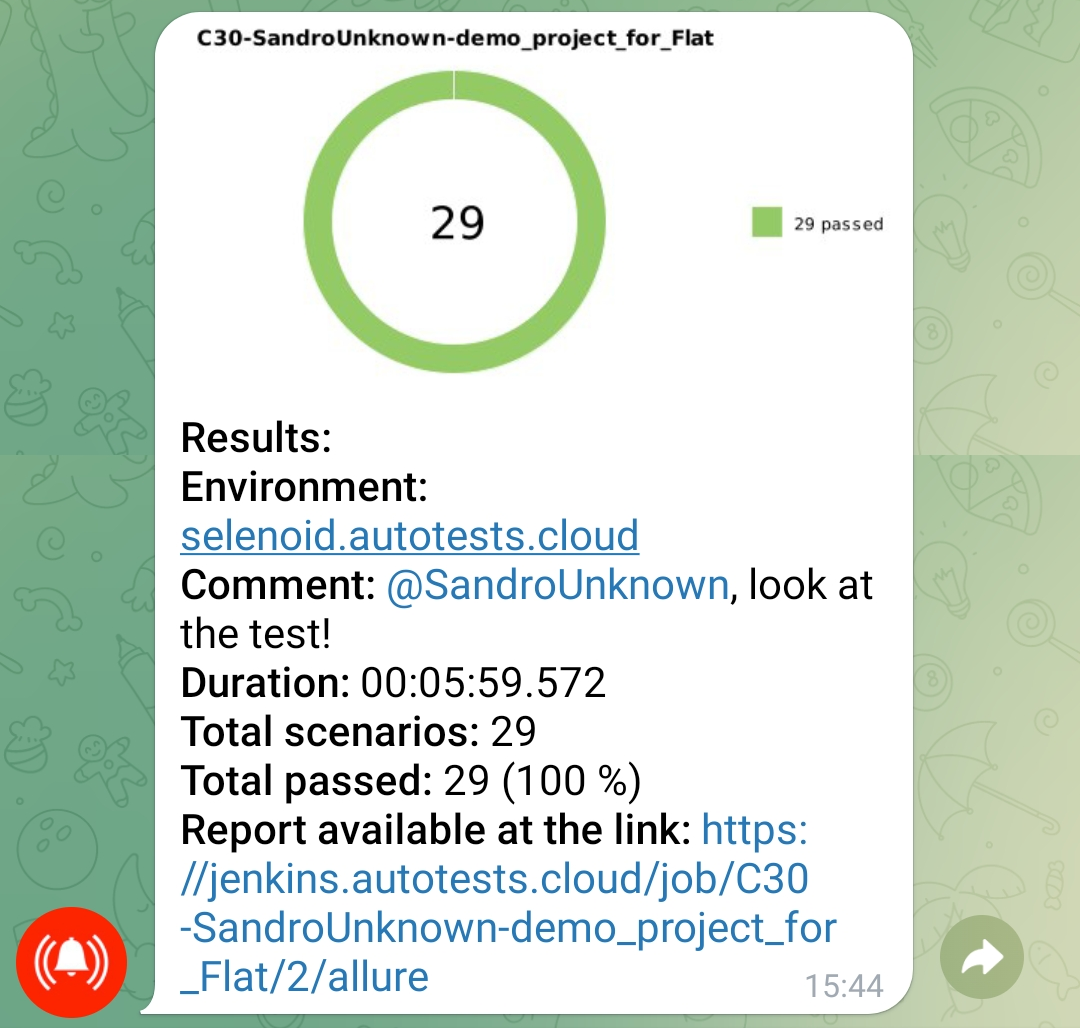 C30-SandroUnknown-demo_project_for_Flat
29
29 passed
Results:
Environment:
selenoid.autotests.cloud
Comment: @SandroUnknown, look at
the test!
Duration: 00:05:59.572
Total scenarios: 29
Total passed: 29 (100 %)
Report available at the link: https:
//jenkins.autotests.cloud/job/C30
-SandroUnknown-demo_project_for
_Flat/2/allure
15:44